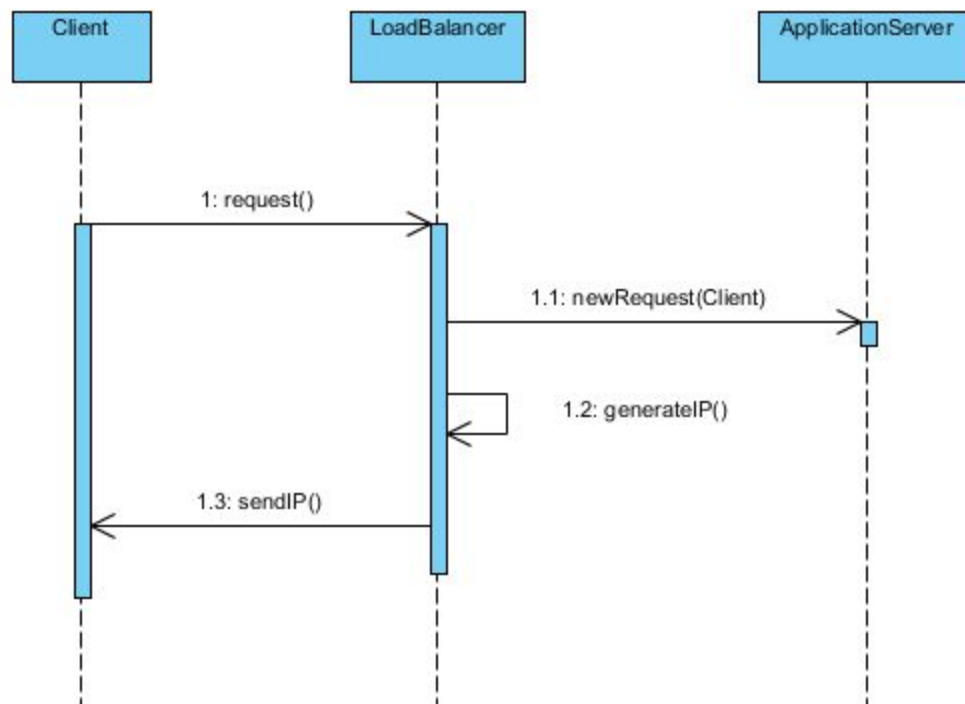 Client
LoadBalancer
ApplicationServer
1: request()
1.1: newRequest(Client)
1.2: generateIP()
1.3: sendIP()